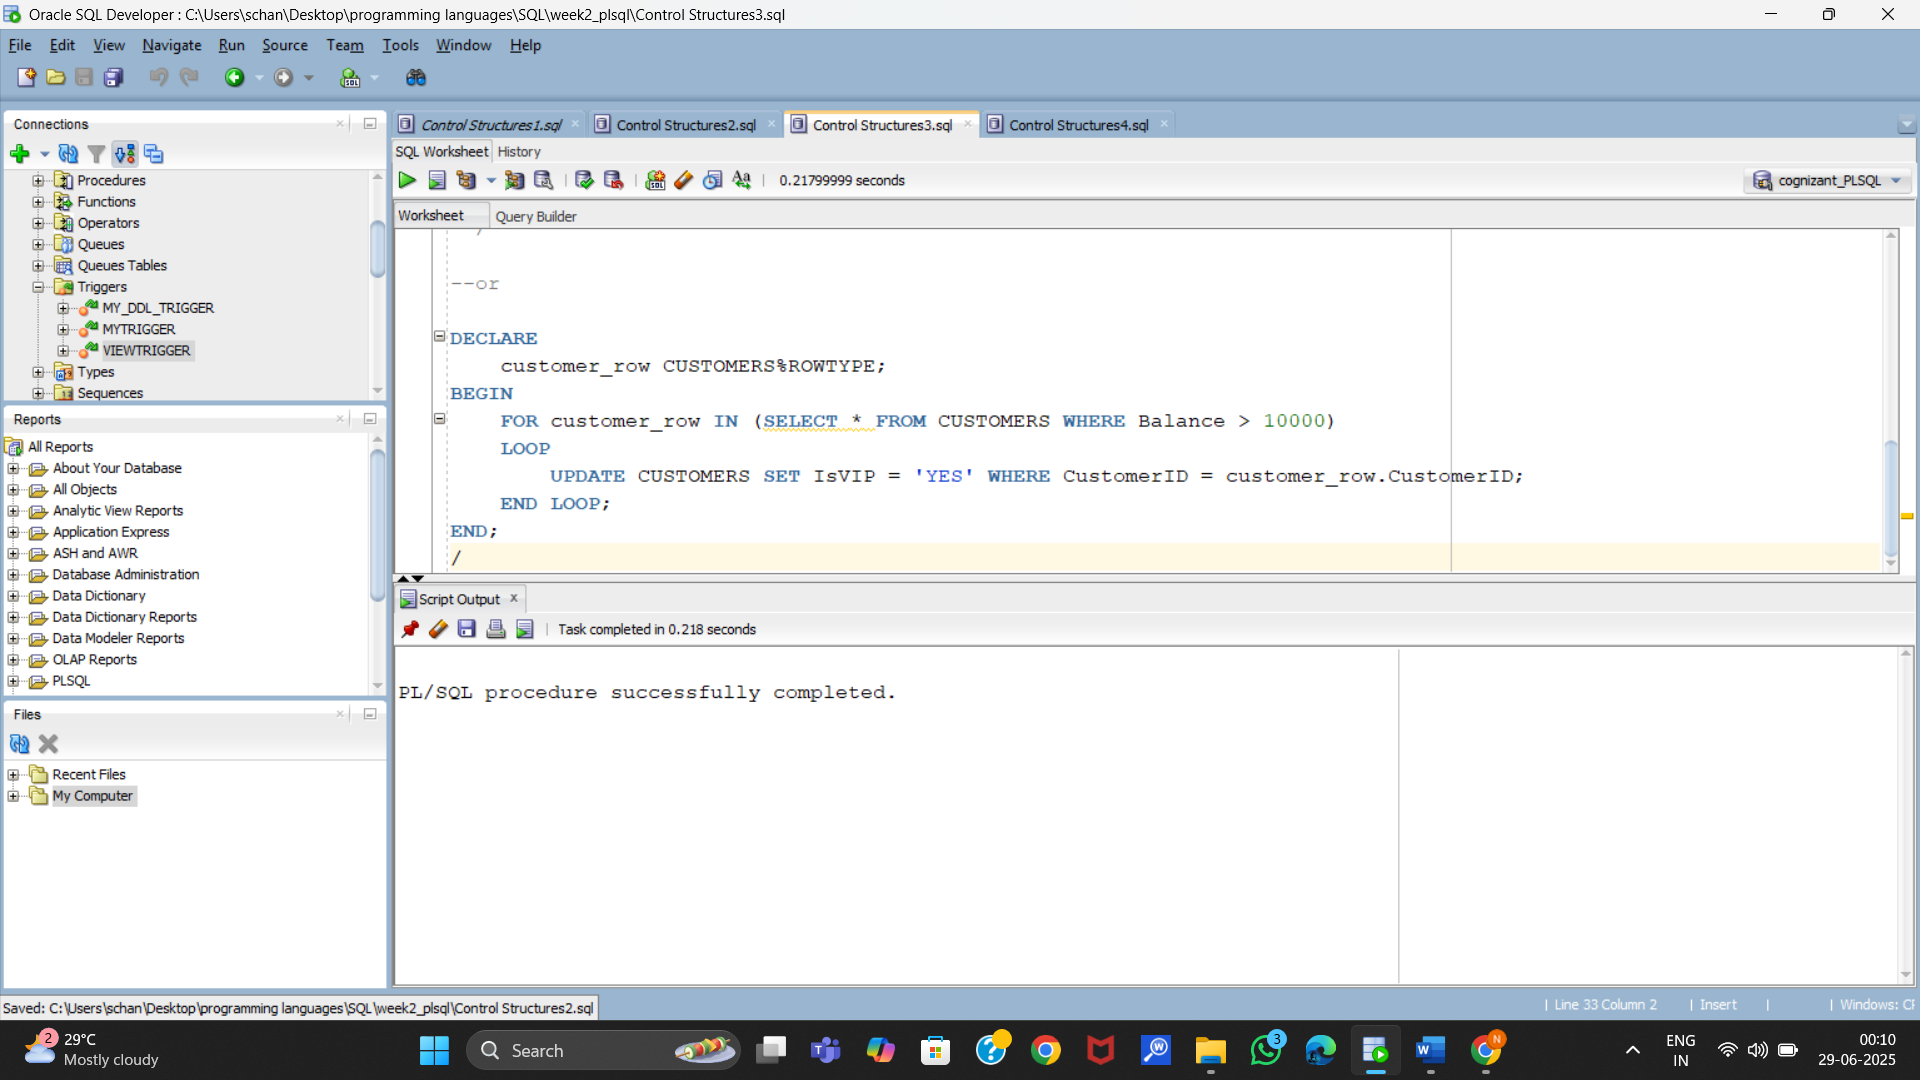 Oracle SQL Developer : C:\Users\schan\Desktop\programming languages\SQL\week2_plsql\Control Structures3.sql
File Edit View Navigate Run Source Team Tools Window Help
Connections
Procedures
Functions
Operators
Queues
Queues Tables
Triggers
MY_DDL_TRIGGER
MYTRIGGER
VIEWTRIGGER
Types
Sequences
Reports
All Reports
About Your Database
All Objects
Analytic View Reports
Application Express
ASH and AWR
Database Administration
Data Dictionary
Data Dictionary Reports
Data Modeler Reports
OLAP Reports
PLSQL
Files
Recent Files
My Computer
Control Structures1.sql Control Structures2.sql Control Structures3.sql Control Structures4.sql
SQL Worksheet History
0.21799999 seconds
cognizant_PLSQL
Worksheet Query Builder
--or
DECLARE
customer_row CUSTOMERS%ROWTYPE;
BEGIN
FOR customer_row IN (SELECT * FROM CUSTOMERS WHERE Balance > 10000)
LOOP
UPDATE CUSTOMERS SET IsVIP = 'YES' WHERE CustomerID = customer_row.CustomerID;
END LOOP;
END;
/
Script Output
Task completed in 0.218 seconds
PL/SQL procedure successfully completed.
Saved: C:\Users\schan\Desktop\programming languages\SQL\week2_plsql\Control Structures2.sql
Line 33 Column 2 Insert Windows:
2
29°C
Mostly cloudy
Search
3
N
ENG
IN
00:10
29-06-2025